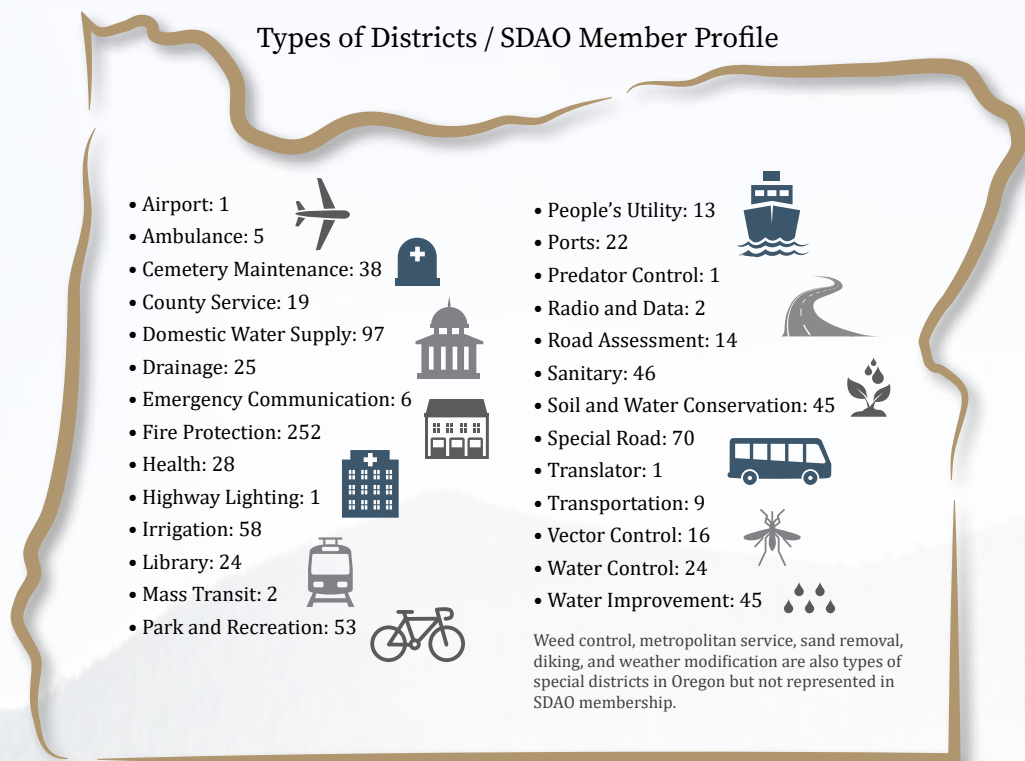 Types of Districts / SDAO Member Profile
• Airport: 1
• Ambulance: 5
• Cemetery Maintenance: 38
• County Service: 19
• Domestic Water Supply: 97
• Drainage: 25
• Emergency Communication: 6
• Fire Protection: 252
• Health: 28
• Highway Lighting: 1
• Irrigation: 58
• Library: 24
• Mass Transit: 2
• Park and Recreation: 53
• People’s Utility: 13
• Ports: 22
• Predator Control: 1
• Radio and Data: 2
• Road Assessment: 14
• Sanitary: 46
• Soil and Water Conservation: 45
• Special Road: 70
• Translator: 1
• Transportation: 9
• Vector Control: 16
• Water Control: 24
• Water Improvement: 45
Weed control, metropolitan service, sand removal,
diking, and weather modification are also types of
special districts in Oregon but not represented in
SDAO membership.